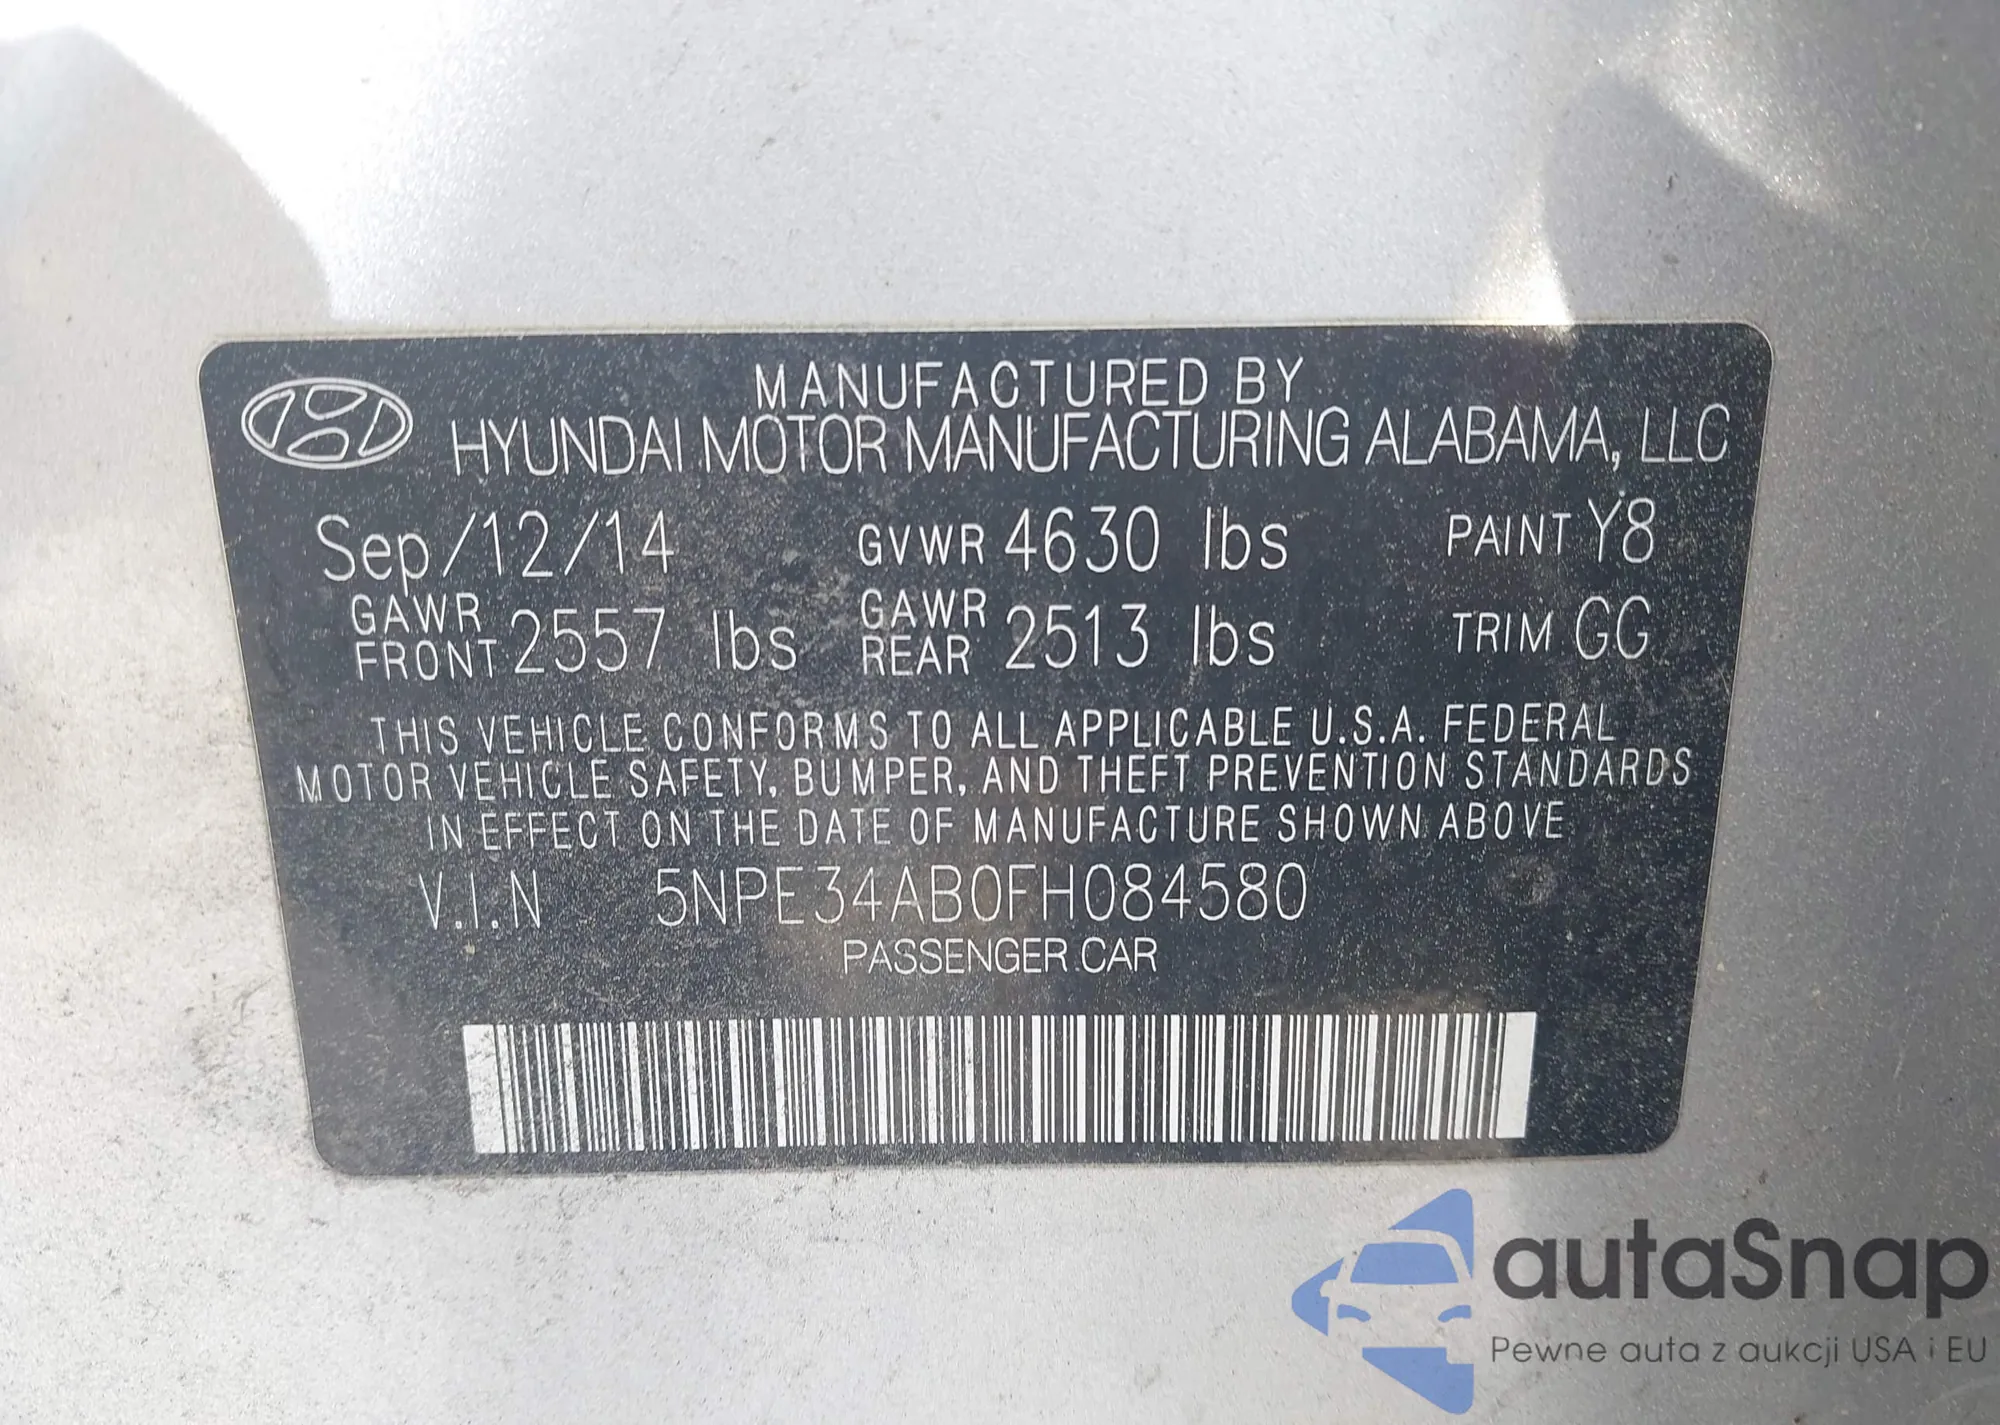 MANUFACTURED BY
HYUNDAI MOTOR MANUFACTURING ALABAMA, LLC
Sep/12/14 GVWR 4630 lbs PAINT Y8
GAWR FRONT 2557 lbs GAWR REAR 2513 lbs TRIM GG
THIS VEHICLE CONFORMS TO ALL APPLICABLE U.S.A. FEDERAL
MOTOR VEHICLE SAFETY, BUMPER, AND THEFT PREVENTION STANDARDS
IN EFFECT ON THE DATE OF MANUFACTURE SHOWN ABOVE
V.I.N 5NPE34AB0FH084580
PASSENGER CAR
autaSnap
Pewne auta z aukcji USA i EU